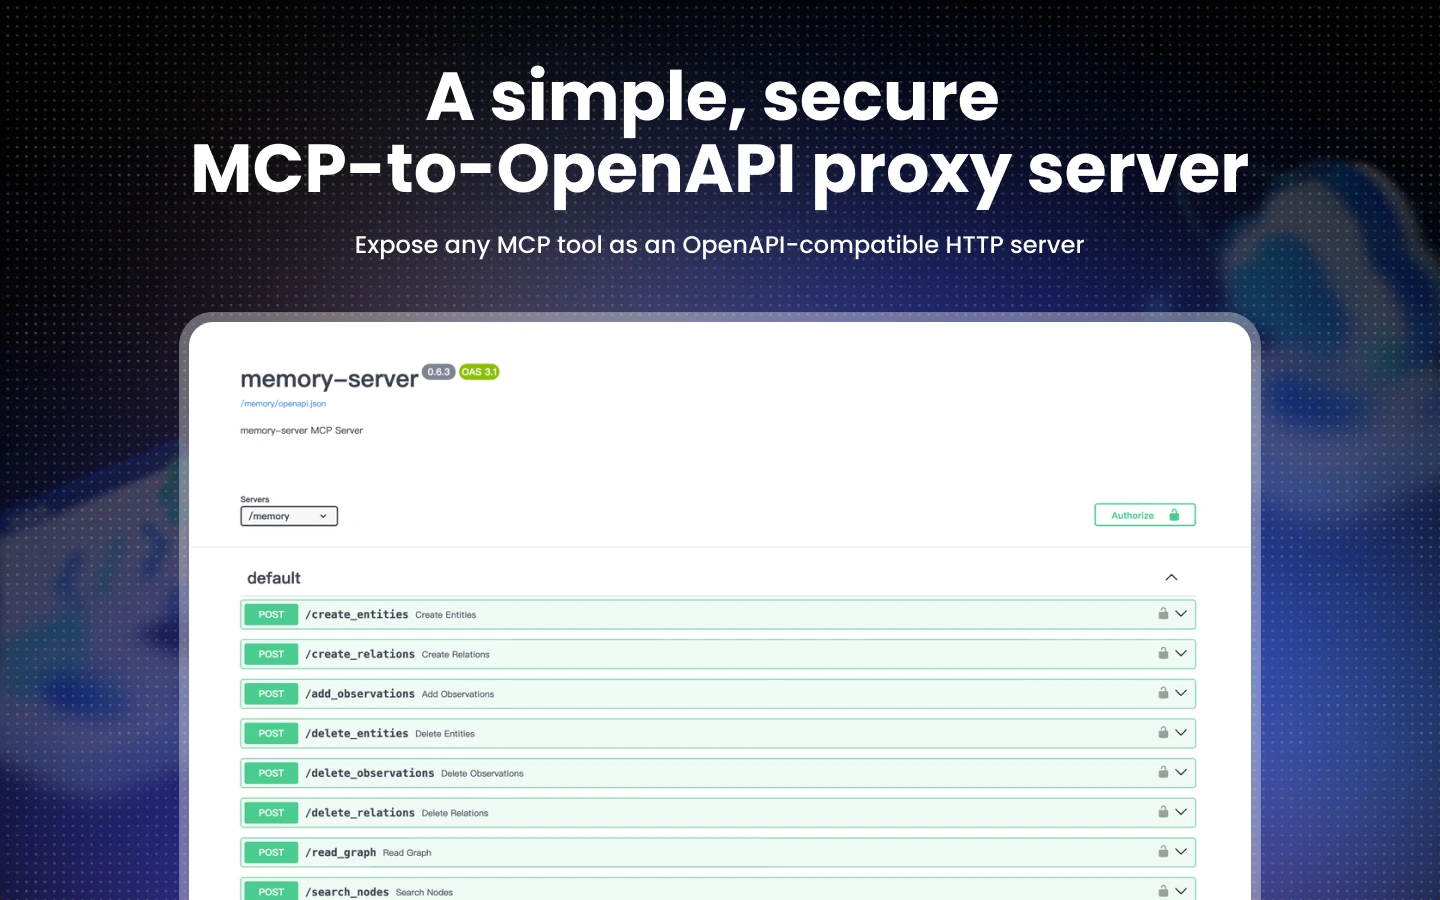 A simple, secure
MCP-to-OpenAPI proxy server
Expose any MCP tool as an OpenAPI-compatible HTTP server
memory-server 0.6.3 OAS 3.1
/memory/openapi.json
memory-server MCP Server
Servers
/memory
Authorize
default
POST /create_entities Create Entities
POST /create_relations Create Relations
POST /add_observations Add Observations
POST /delete_entities Delete Entities
POST /delete_observations Delete Observations
POST /delete_relations Delete Relations
POST /read_graph Read Graph
POST /search_nodes Search Nodes